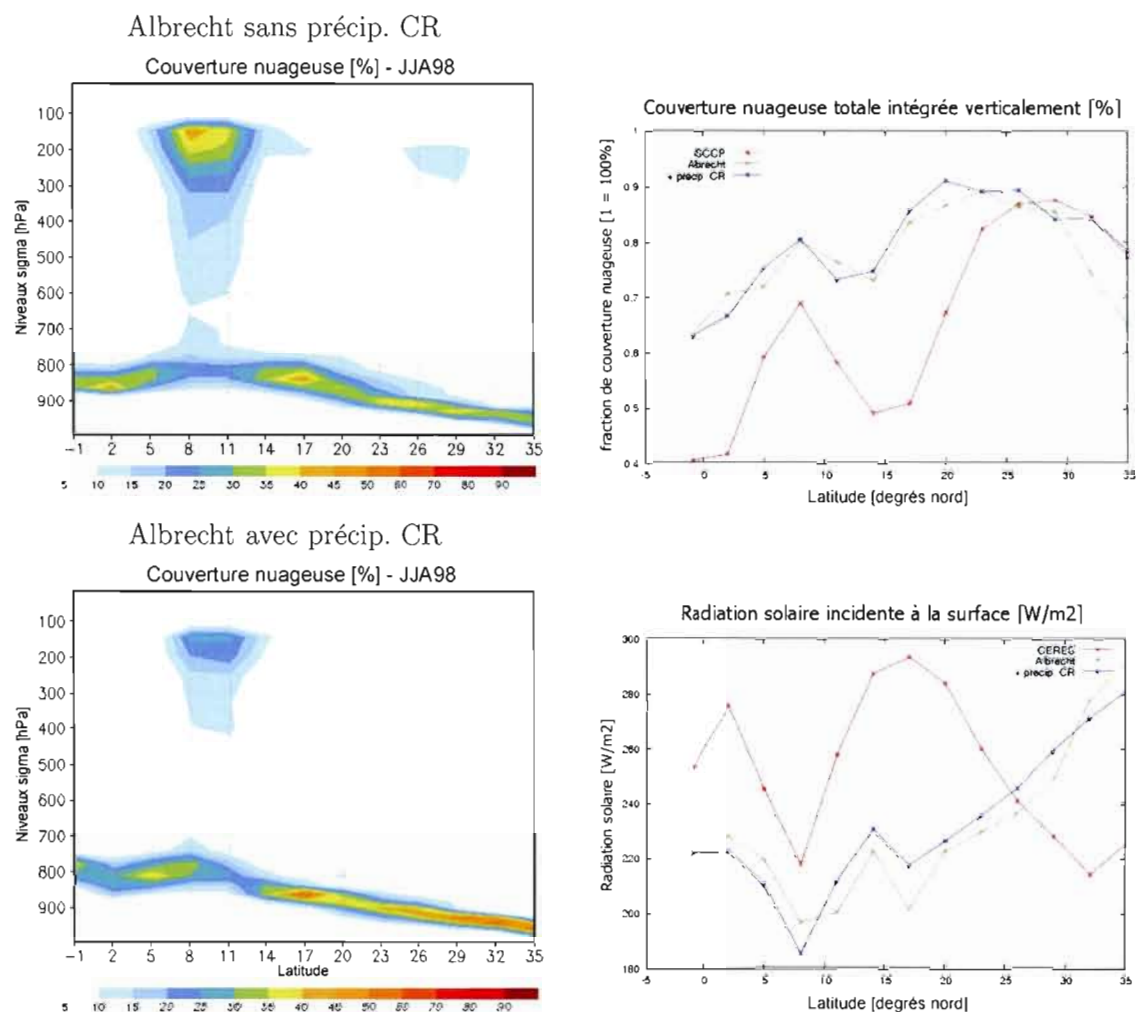 Albrecht sans précip. CR
Couverture nuageuse [%] - JJA98
Niveaux sigma [hPa]
100
200
300
400
500
600
700
800
900
-1 2 5 8 11 14 17 20 23 26 29 32 35
5 10 15 20 25 30 35 40 45 50 60 70 80 90
Couverture nuageuse totale intégrée verticalement [%]
ISCCP
Albrecht
+ precip CR
fraction de couverture nuageuse [1 = 100%]
1
0.9
0.8
0.7
0.6
0.5
0.4
-5 0 5 10 15 20 25 30 35
Latitude [degrés nord]
Albrecht avec précip. CR
Couverture nuageuse [%] - JJA98
Niveaux sigma [hPa]
100
200
300
400
500
600
700
800
900
-1 2 5 8 11 14 17 20 23 26 29 32 35
Latitude
5 10 15 20 25 30 35 40 45 50 60 70 80 90
Radiation solaire incidente à la surface [W/m2]
CERES
Albrecht
+ precip CR
Radiation solaire [W/m2]
300
280
260
240
220
200
180
-5 0 5 10 15 20 25 30 35
Latitude [degrés nord]